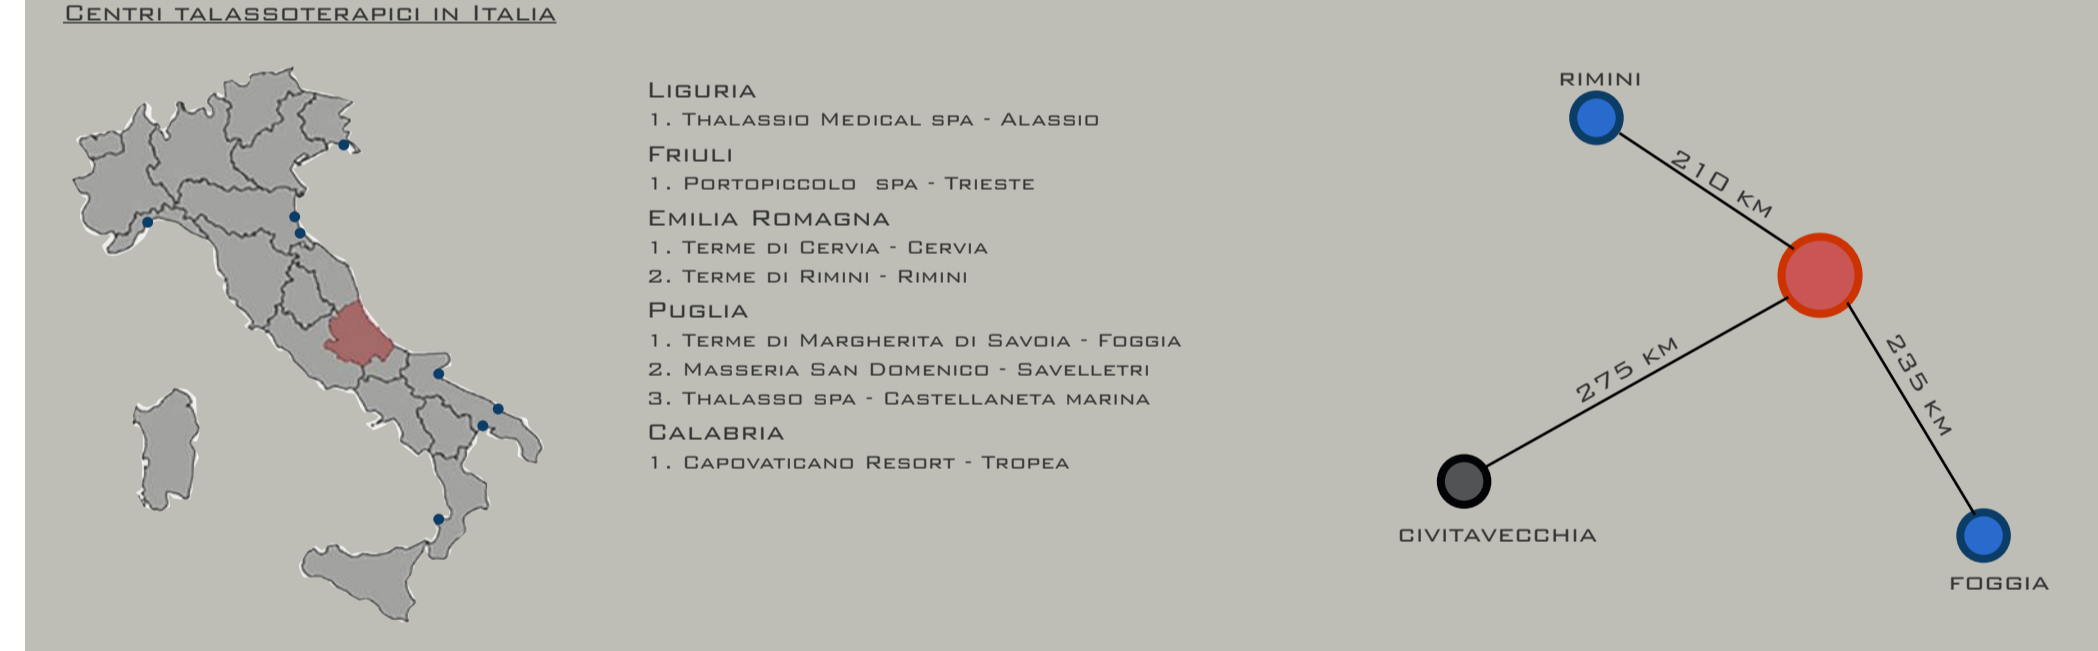 Centri talassoterapici in Italia
Liguria
1. Thalassio Medical spa - Alassio
Friuli
1. Portopiccolo spa - Trieste
Emilia Romagna
1. Terme di Cervia - Cervia
2. Terme di Rimini - Rimini
Puglia
1. Terme di Margherita di Savoia - Foggia
2. Masseria San Domenico - Savelletri
3. Thalasso spa - Castellaneta marina
Calabria
1. Capovaticano Resort - Tropea
RIMINI
210 KM
275 KM
235 KM
CIVITAVECCHIA
FOGGIA